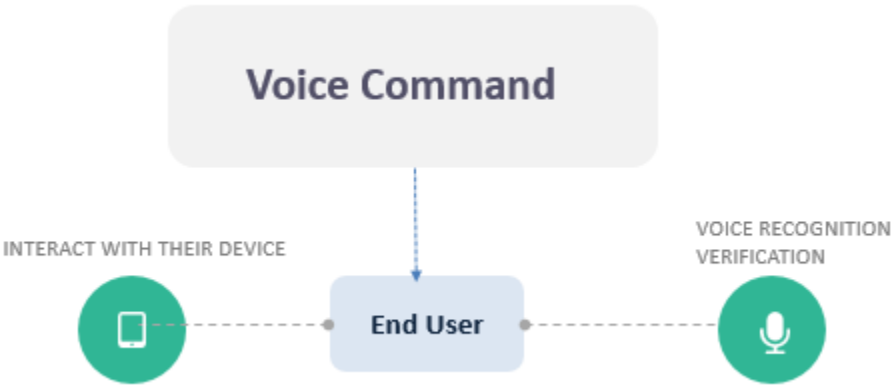 Voice Command
INTERACT WITH THEIR DEVICE
VOICE RECOGNITION
VERIFICATION
End User